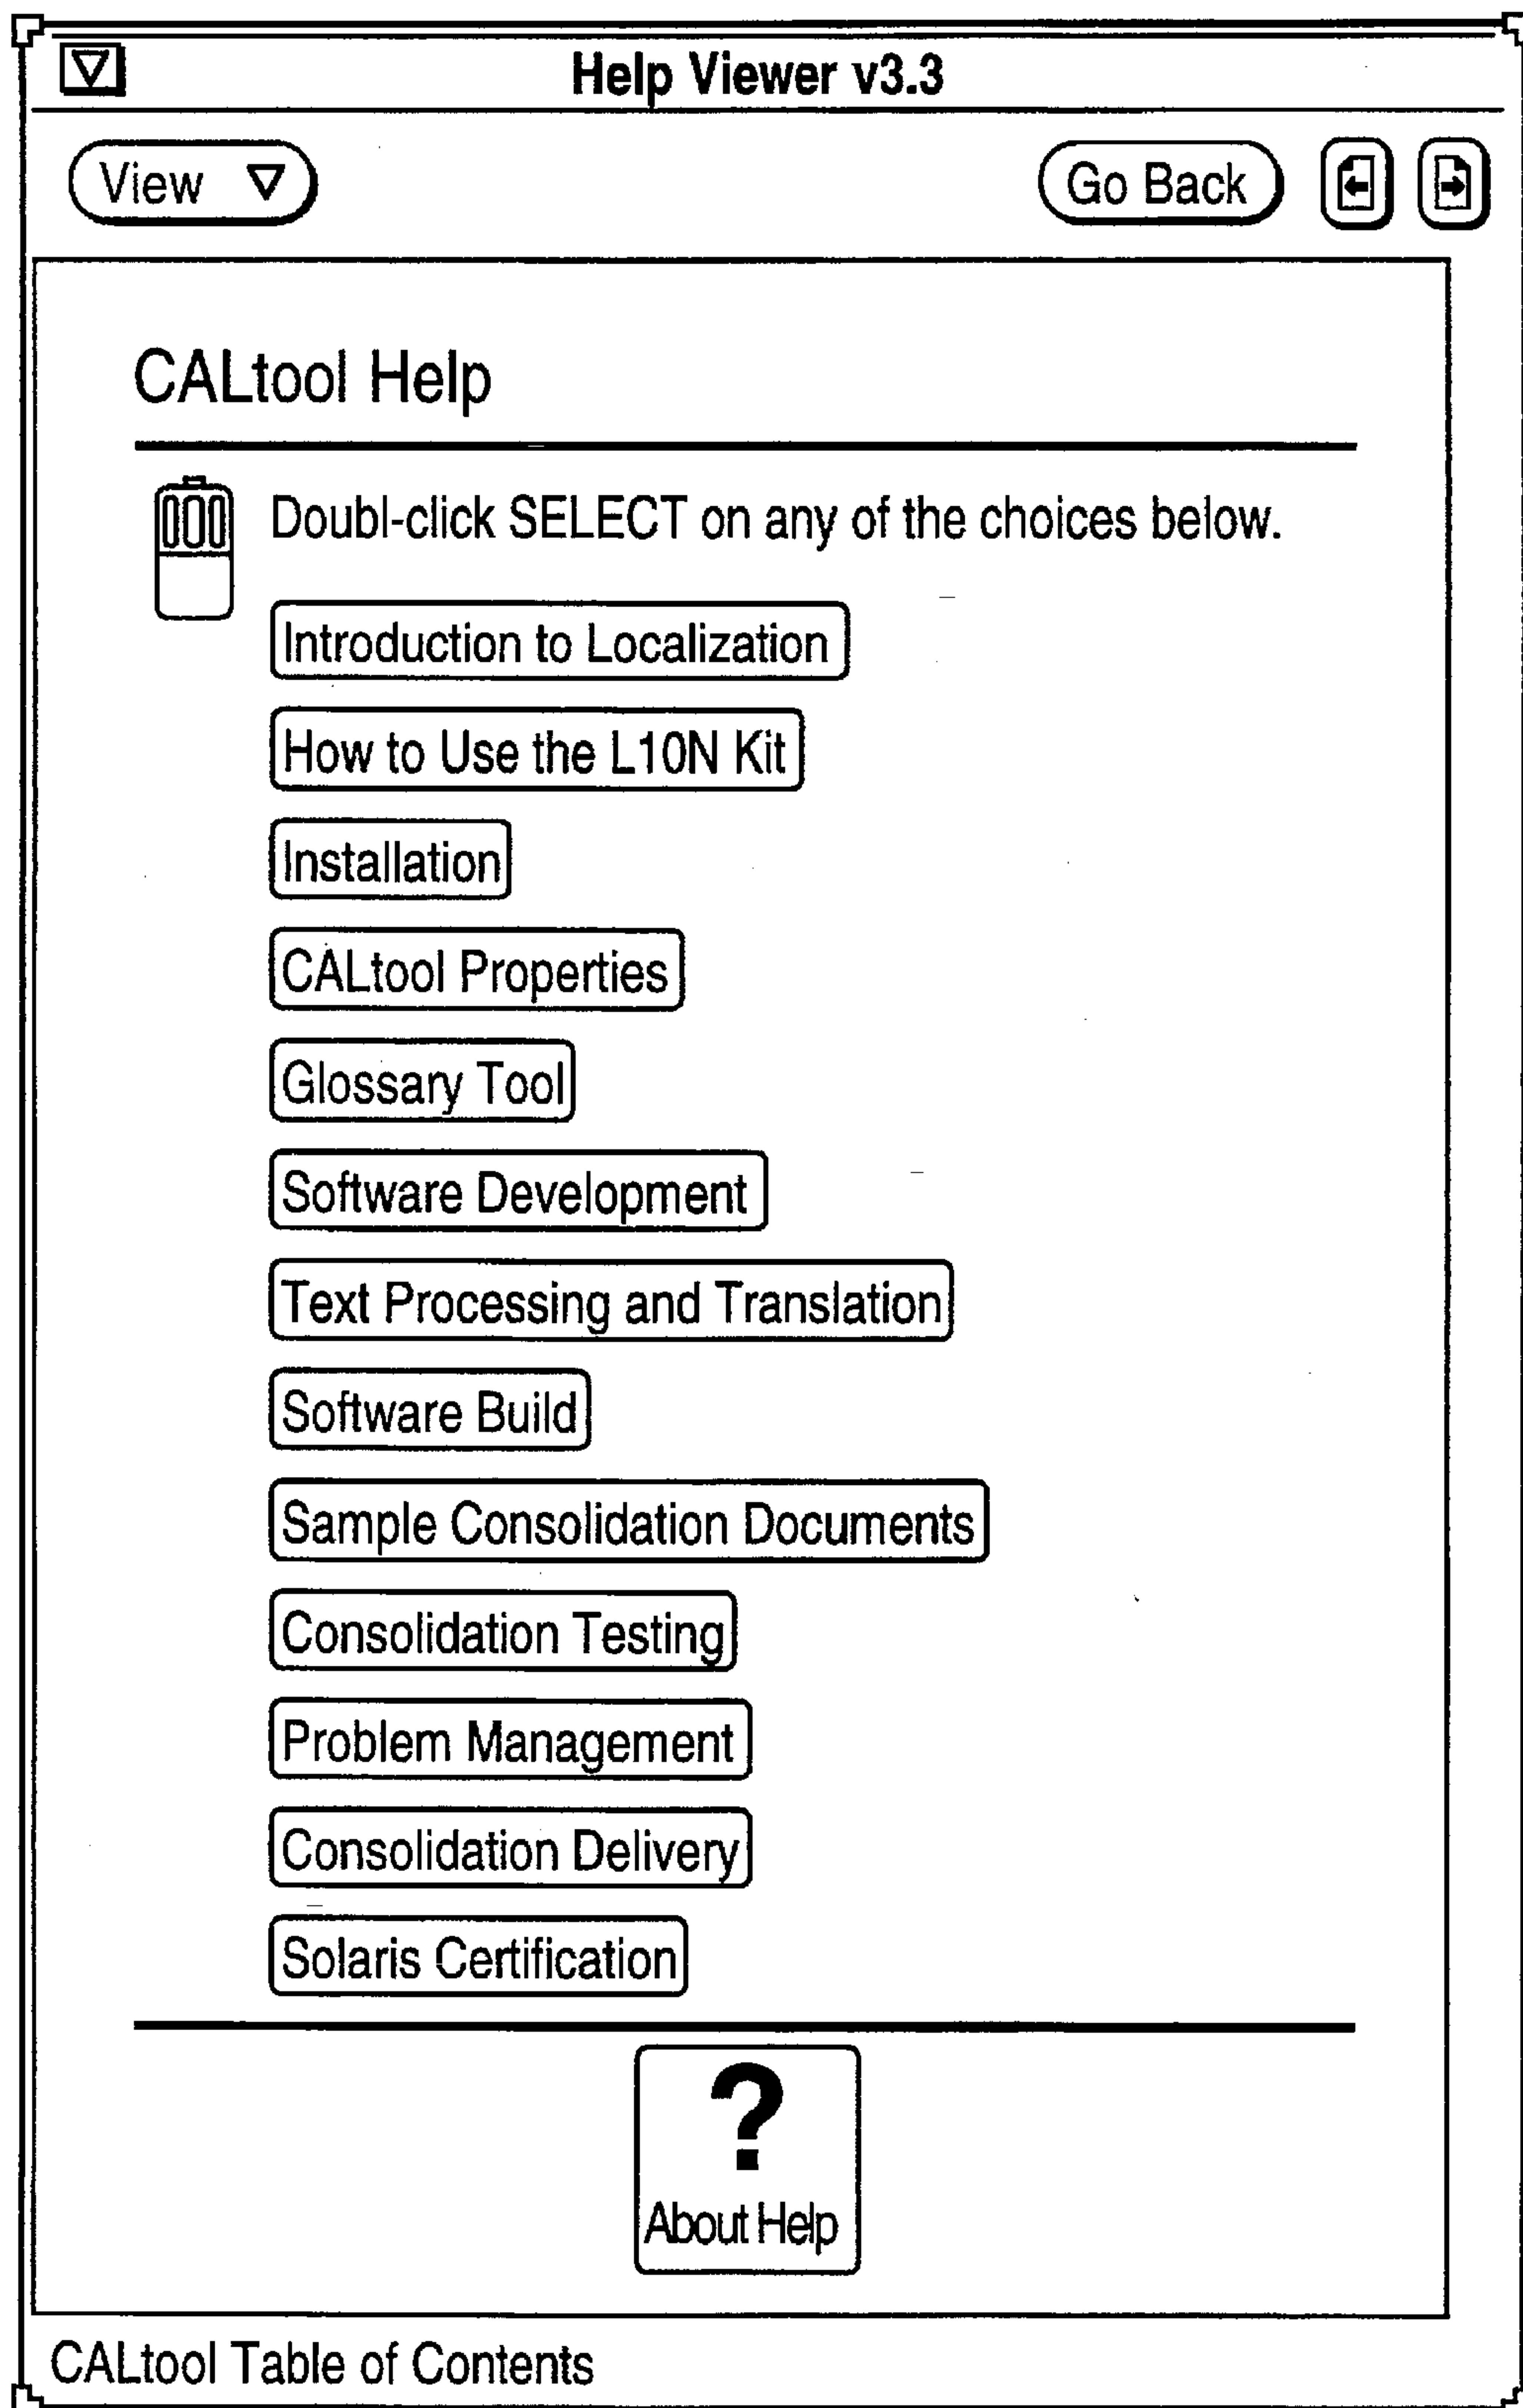 Help Viewer v3.3
View Go Back
CALtool Help
Doubl-click SELECT on any of the choices below.
Introduction to Localization
How to Use the L10N Kit
Installation
CALtool Properties
Glossary Tool
Software Development
Text Processing and Translation
Software Build
Sample Consolidation Documents
Consolidation Testing
Problem Management
Consolidation Delivery
Solaris Certification
?
About Help
CALtool Table of Contents